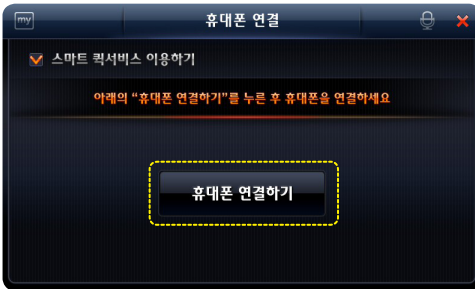 my 휴대폰 연결
스마트 퀵서비스 이용하기
아래의 “휴대폰 연결하기”를 누른 후 휴대폰을 연결하세요
휴대폰 연결하기